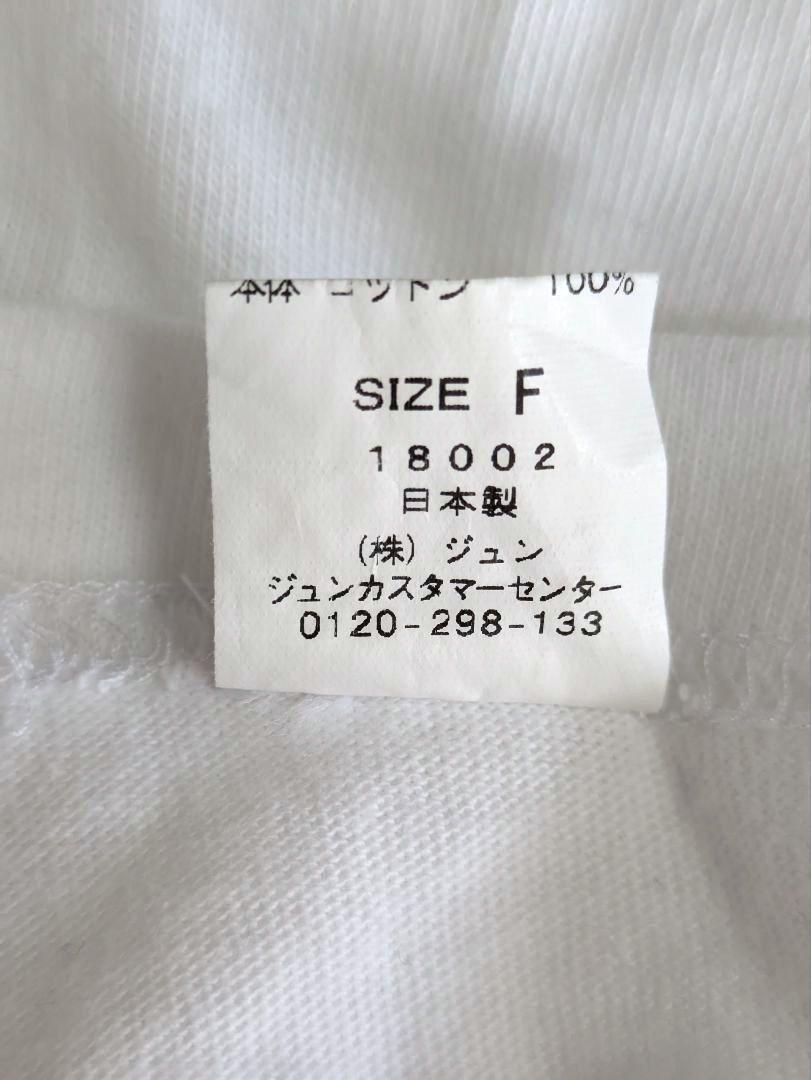 本体 コットン 100%
SIZE F
18002
日本製
(株) ジュン
ジュンカスタマーセンター
0120-298-133